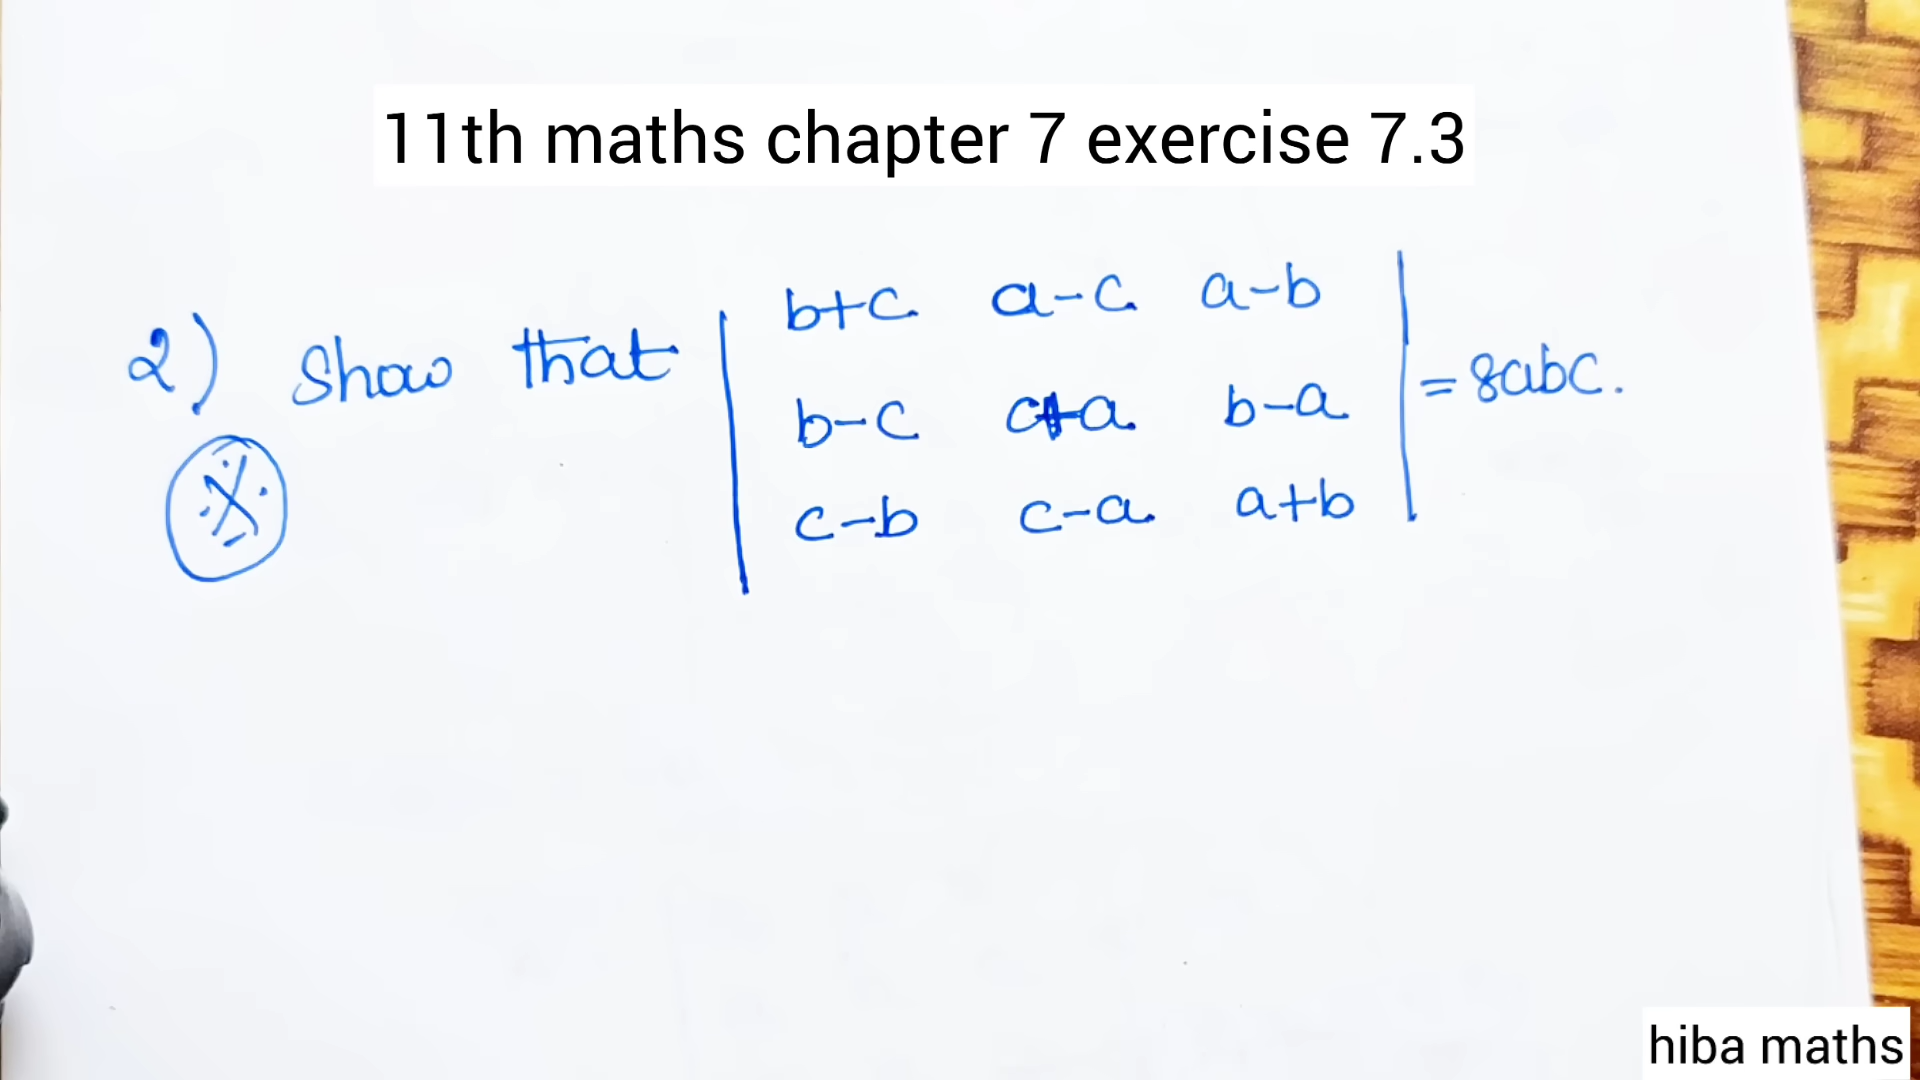 11th maths chapter 7 exercise 7.3
2) Show that | b+c a-c a-b |
| b-c c+a b-a | = 8abc.
| c-b c-a a+b |
hiba maths